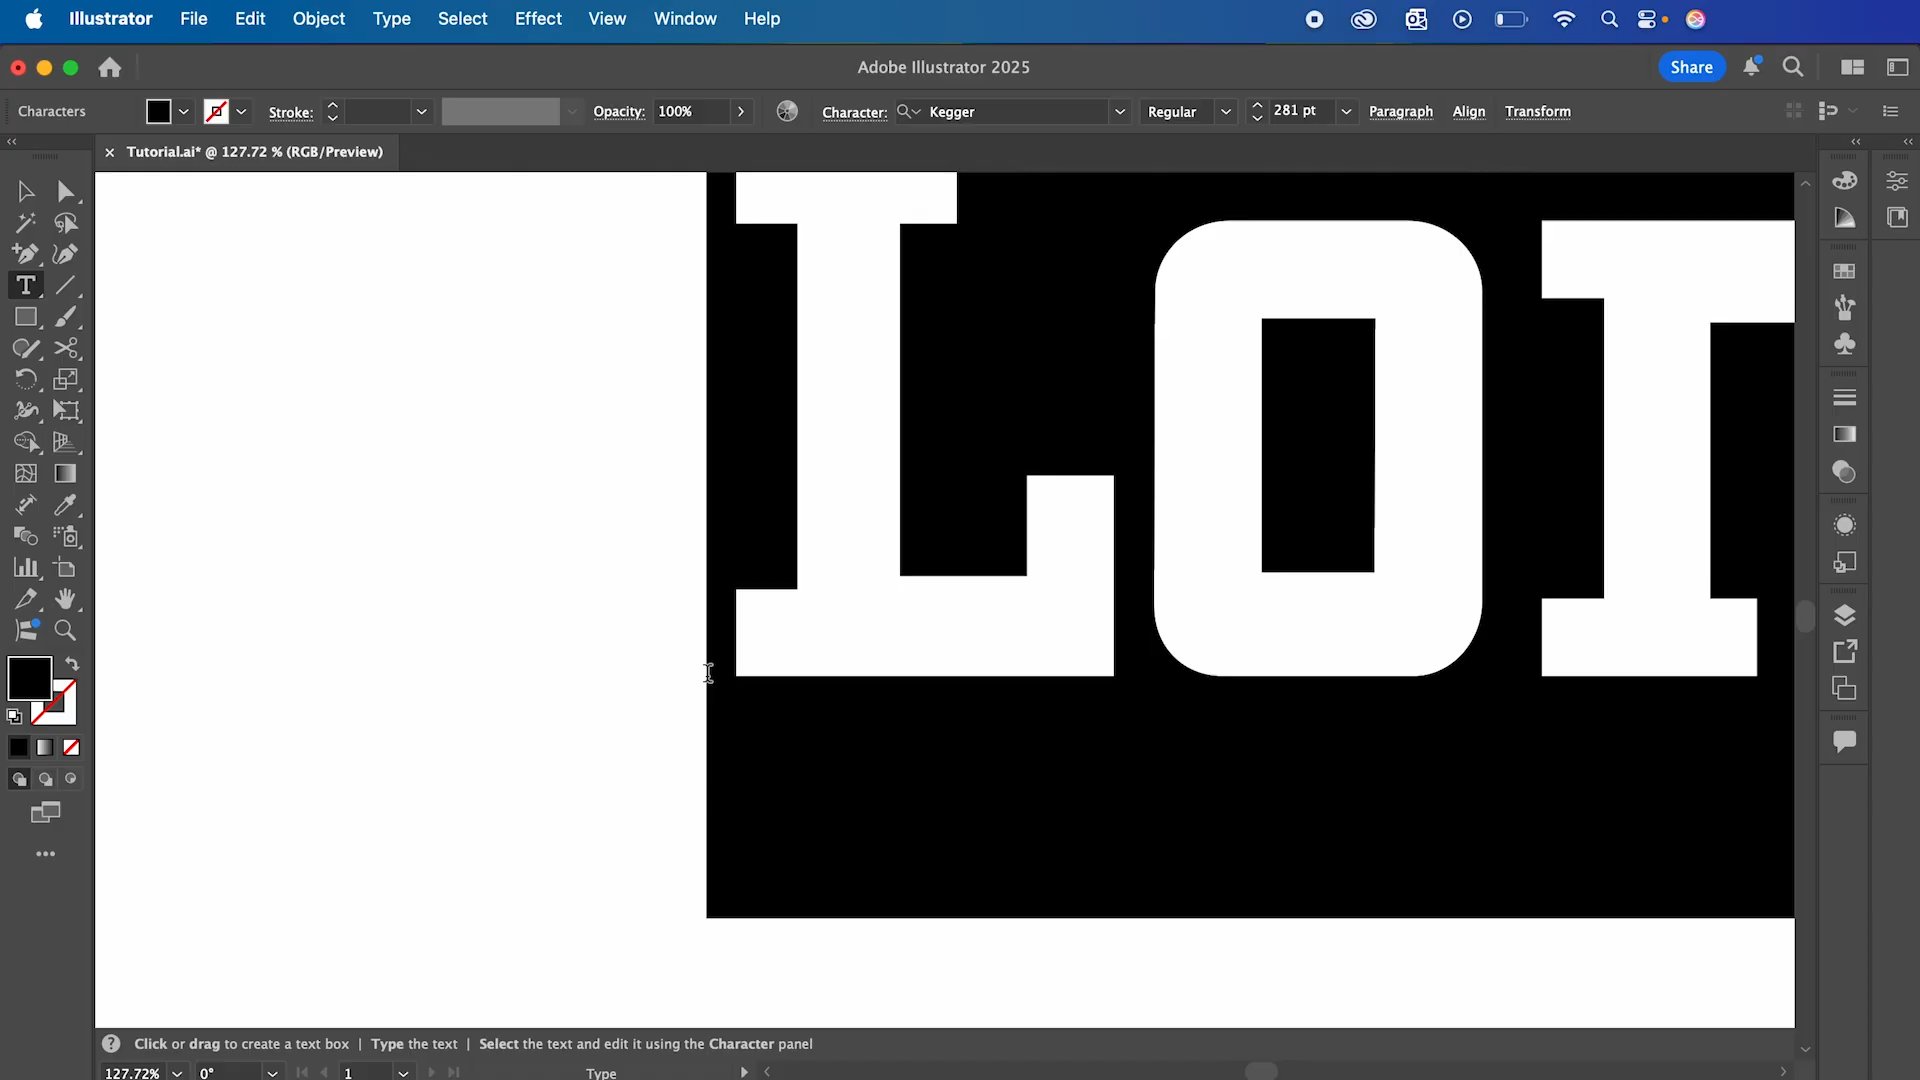 Illustrator File Edit Object Type Select Effect View Window Help
Adobe Illustrator 2025
Share
Characters Stroke: Opacity: 100% Character: Kegger Regular 281 pt Paragraph Align Transform
Tutorial.ai* @ 127.72 % (RGB/Preview)
LO
Click or drag to create a text box | Type the text | Select the text and edit it using the Character panel
127.72% 0° 1 Type